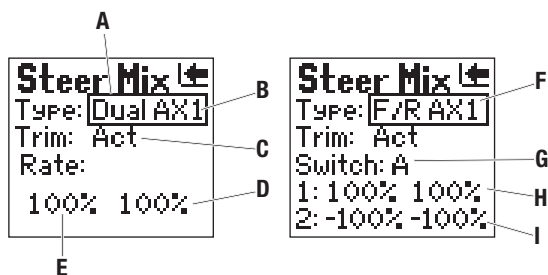 A
Steer Mix
Type: Dual AX1
Trim: Act
Rate:
100% 100%
B
C
D
E
Steer Mix
Type: F/R AX1
Trim: Act
Switch: A
1: 100% 100%
2: -100% -100%
F
G
H
I